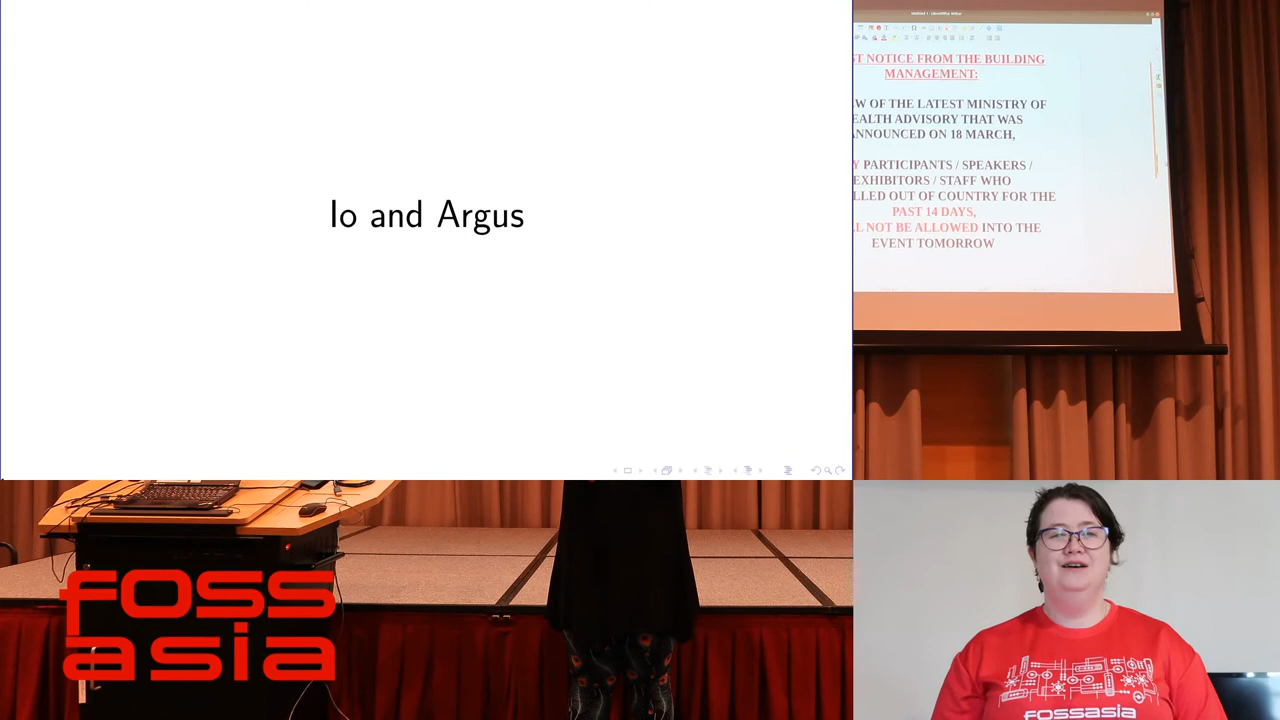 Io and Argus
ST NOTICE FROM THE BUILDING
MANAGEMENT:
W OF THE LATEST MINISTRY OF
EALTH ADVISORY THAT WAS
ANNOUNCED ON 18 MARCH,
Y PARTICIPANTS / SPEAKERS /
EXHIBITORS / STAFF WHO
LLED OUT OF COUNTRY FOR THE
PAST 14 DAYS,
LL NOT BE ALLOWED INTO THE
EVENT TOMORROW
foss
asia
fossasia